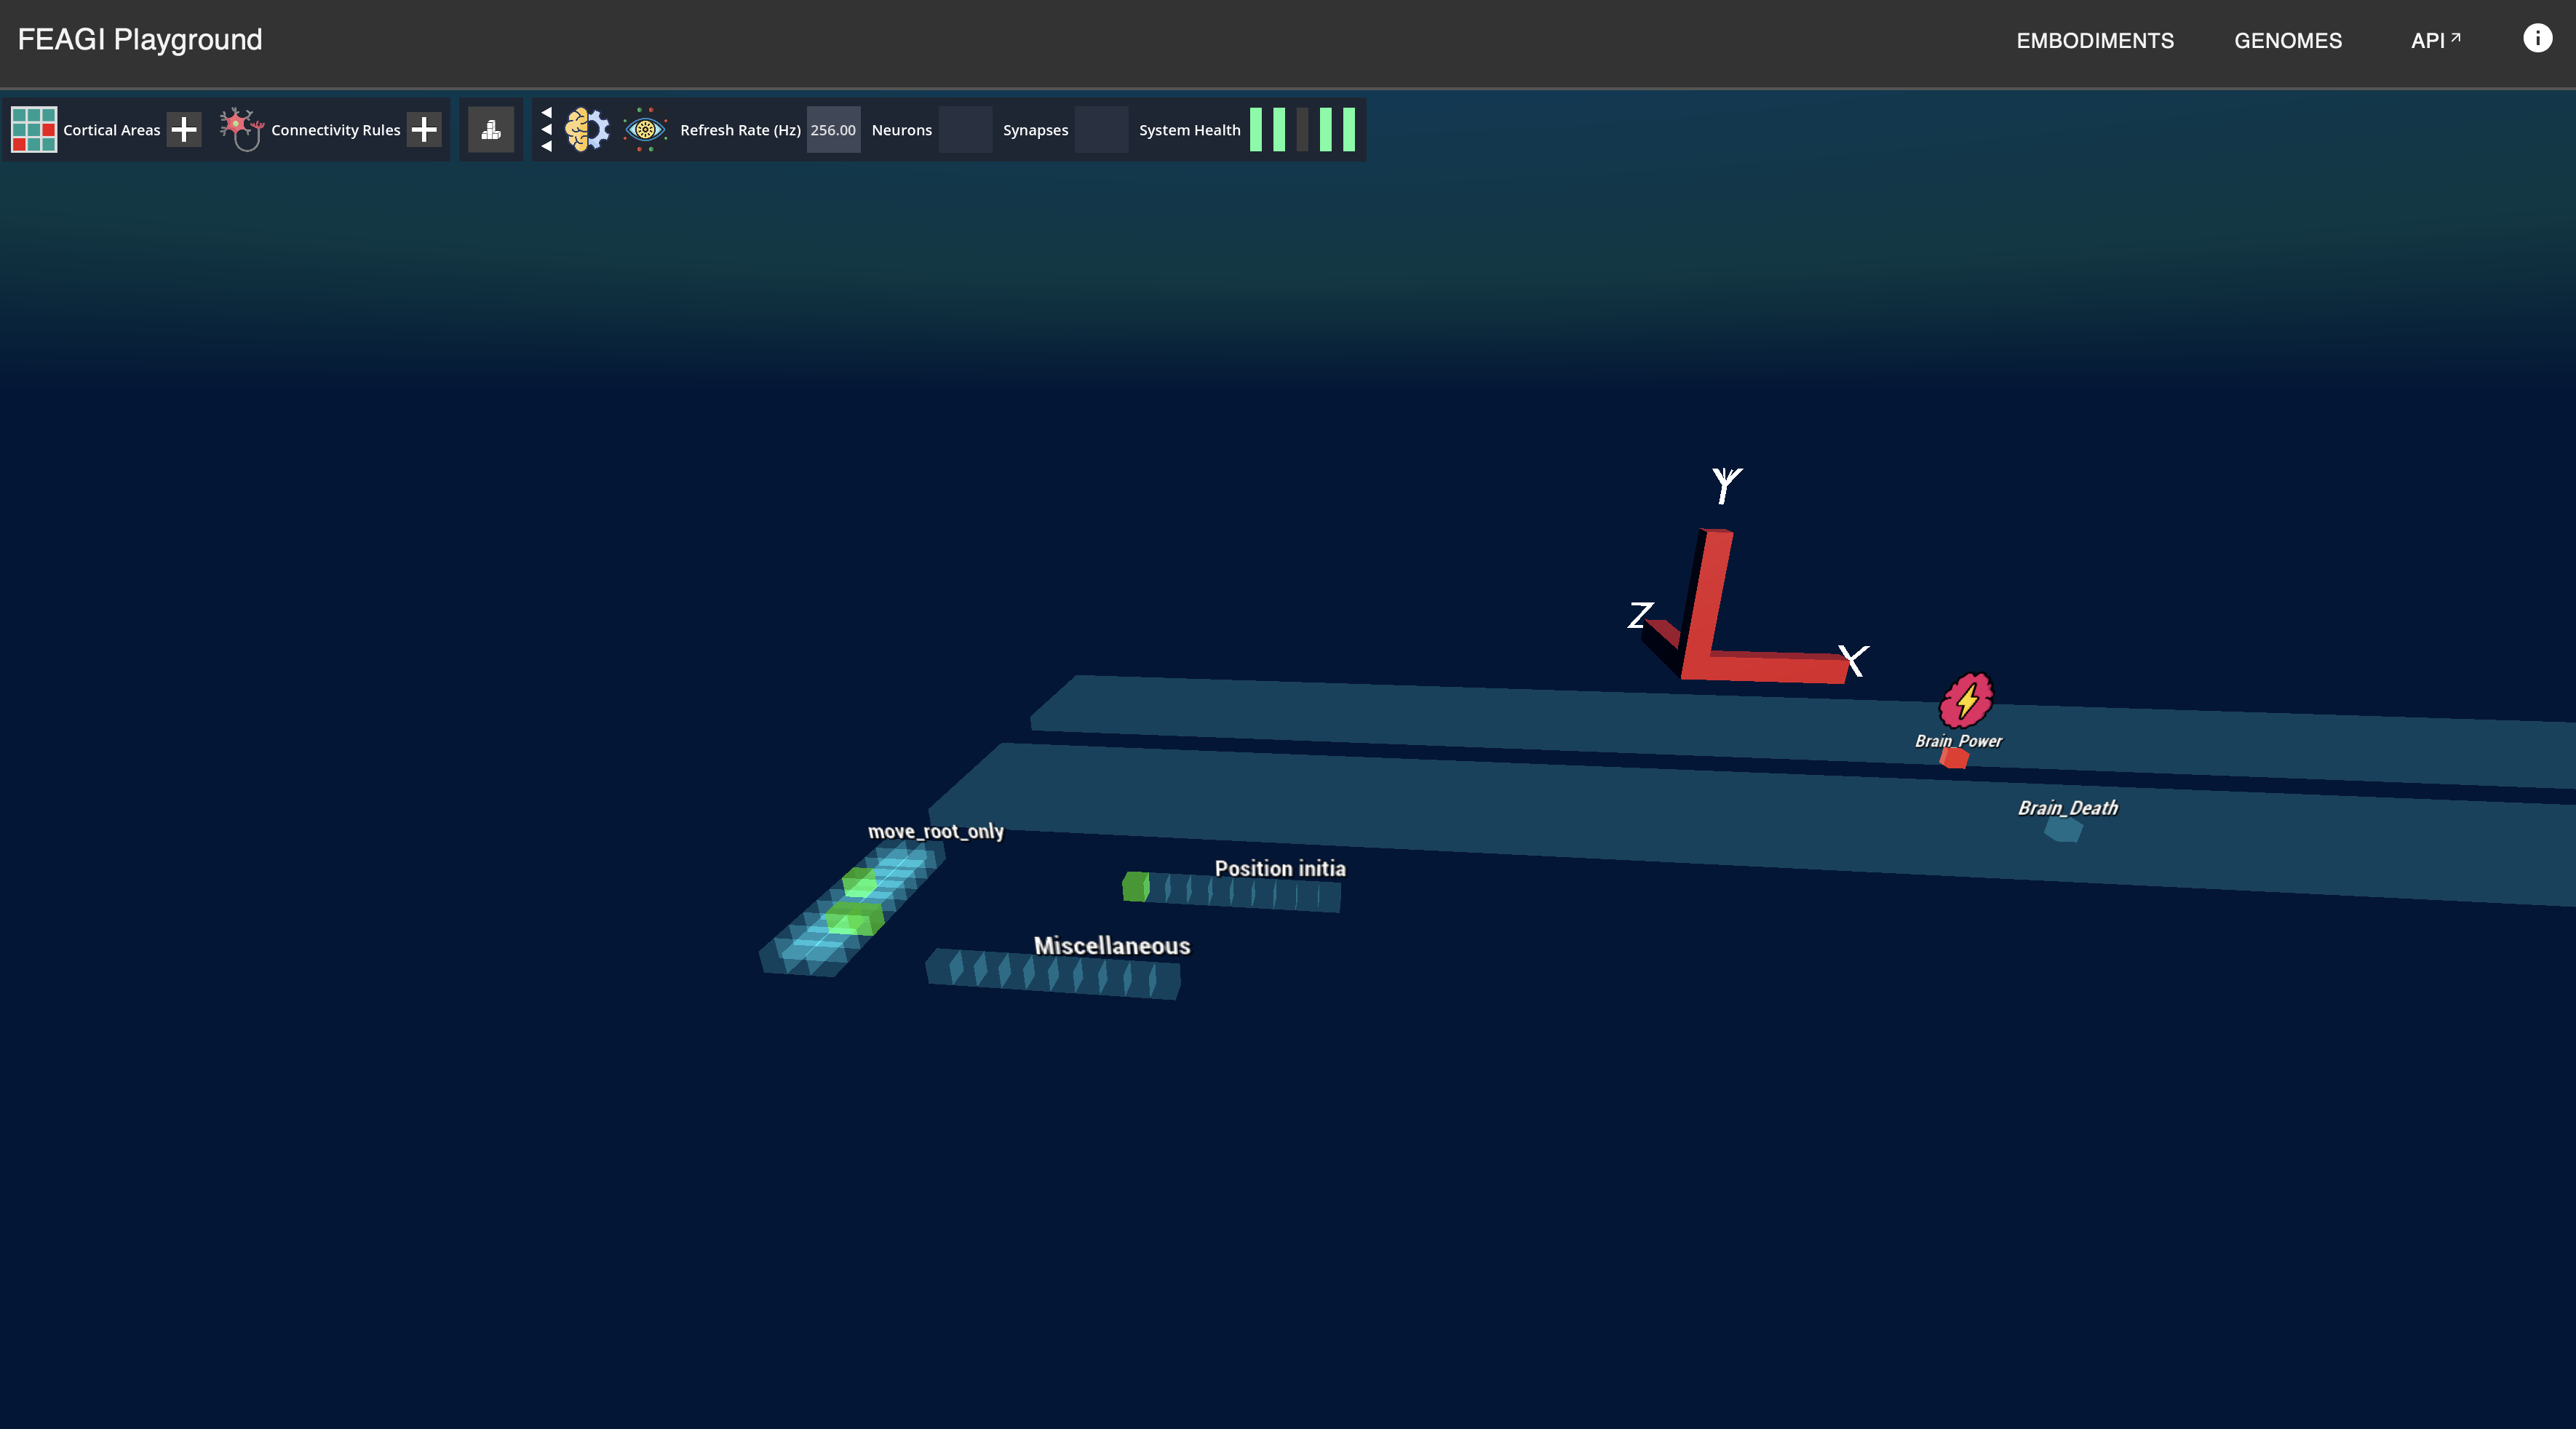 FEAGI Playground
EMBODIMENTS
GENOMES
API
Cortical Areas
Connectivity Rules
Refresh Rate (Hz)
256.00
Neurons
Synapses
System Health
Y
Z
X
Brain_Power
Brain_Death
move_root_only
Position initia
Miscellaneous